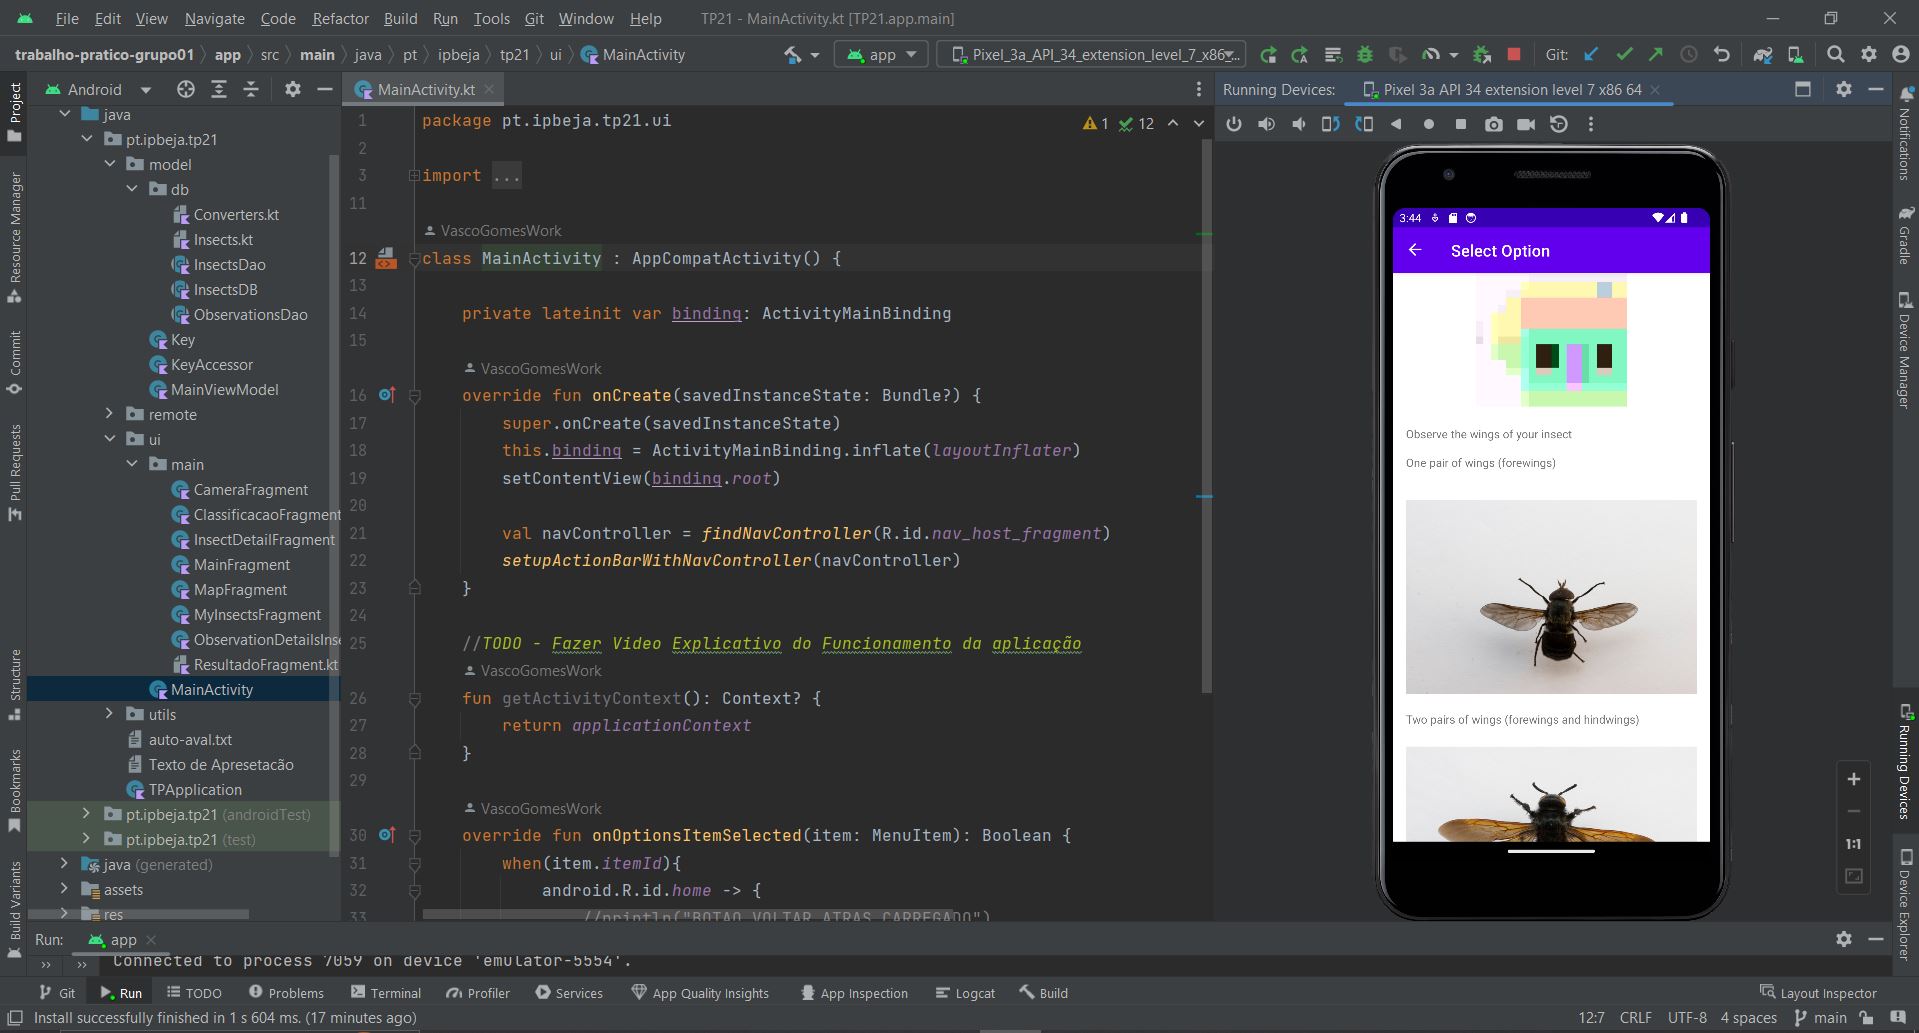 File Edit View Navigate Code Refactor Build Run Tools Git Window Help TP21 - MainActivity.kt [TP21.app.main]
trabalho-pratico-grupo01 app src main java pt ipbeja tp21 ui MainActivity app Pixel_3a_API_34_extension_level_7_x86... Git:
Project
Resource Manager
Commit
Pull Requests
Structure
Bookmarks
Build Variants
Android
java
pt.ipbeja.tp21
model
db
Converters.kt
Insects.kt
InsectsDao
InsectsDB
ObservationsDao
Key
KeyAccessor
MainViewModel
remote
ui
main
CameraFragment
ClassificacaoFragment
InsectDetailFragment
MainFragment
MapFragment
MyInsectsFragment
ObservationDetailsInse
ResultadoFragment.kt
MainActivity
utils
auto-aval.txt
Texto de Apresetacão
TPApplication
pt.ipbeja.tp21 (androidTest)
pt.ipbeja.tp21 (test)
java (generated)
assets
res
MainActivity.kt
1 12
1 package pt.ipbeja.tp21.ui
2
3 import ...
11
VascoGomesWork
12 class MainActivity : AppCompatActivity() {
13
14 private lateinit var binding: ActivityMainBinding
15
VascoGomesWork
16 override fun onCreate(savedInstanceState: Bundle?) {
17 super.onCreate(savedInstanceState)
18 this.binding = ActivityMainBinding.inflate(layoutInflater)
19 setContentView(binding.root)
20
21 val navController = findNavController(R.id.nav_host_fragment)
22 setupActionBarWithNavController(navController)
23 }
24
25 //TODO - Fazer Video Explicativo do Funcionamento da aplicação
VascoGomesWork
26 fun getActivityContext(): Context? {
27 return applicationContext
28 }
29
VascoGomesWork
30 override fun onOptionsItemSelected(item: MenuItem): Boolean {
31 when(item.itemId){
32 android.R.id.home -> {
33 //println("BOTAO VOLTAR ATRAS CARREGADO")
Running Devices: Pixel 3a API 34 extension level 7 x86 64
3:44
Select Option
Observe the wings of your insect
One pair of wings (forewings)
Two pairs of wings (forewings and hindwings)
1:1
Notifications
Gradle
Device Manager
Running Devices
Device Explorer
Run: app
Connected to process 7059 on device 'emulator-5554'.
Git Run TODO Problems Terminal Profiler Services App Quality Insights App Inspection Logcat Build Layout Inspector
Install successfully finished in 1 s 604 ms. (17 minutes ago) 12:7 CRLF UTF-8 4 spaces main